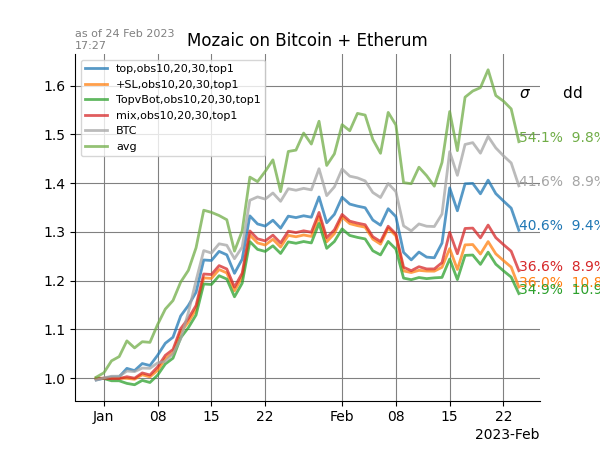 as of 24 Feb 2023
17:27
Mozaic on Bitcoin + Etherum
top,obs10,20,30,top1
+SL,obs10,20,30,top1
TopvBot,obs10,20,30,top1
mix,obs10,20,30,top1
BTC
avg
σ dd
54.1% 9.8%
41.6% 8.9%
40.6% 9.4%
36.6% 8.9%
36.0% 10.8
34.9% 10.9
1.6
1.5
1.4
1.3
1.2
1.1
1.0
Jan 08 15 22 Feb 08 15 22
2023-Feb